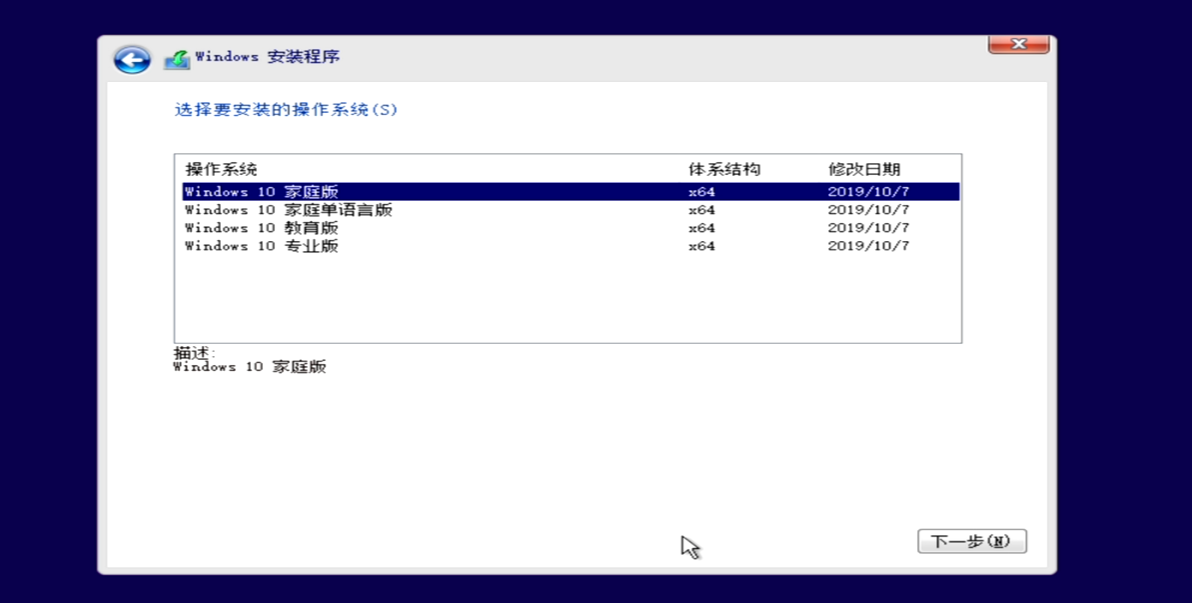 Windows 安装程序
选择要安装的操作系统(S)
操作系统 体系结构 修改日期
Windows 10 家庭版 x64 2019/10/7
Windows 10 家庭单语言版 x64 2019/10/7
Windows 10 教育版 x64 2019/10/7
Windows 10 专业版 x64 2019/10/7
描述:
Windows 10 家庭版
下一步(N)